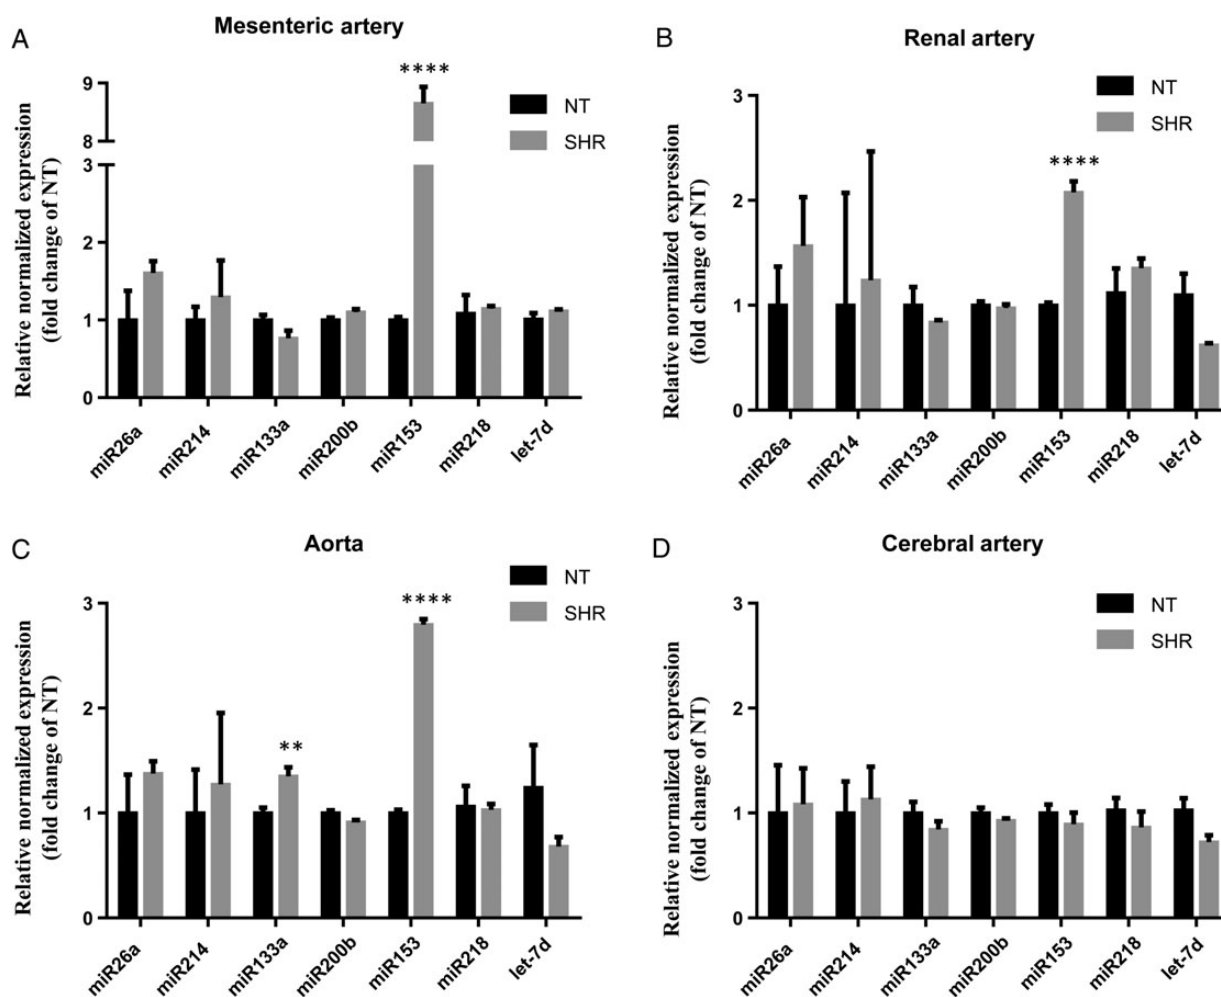 A
Mesenteric artery
****
NT
SHR
Relative normalized expression
(fold change of NT)
9
8
3
2
1
0
miR26a
miR214
miR133a
miR200b
miR153
miR218
let-7d
B
Renal artery
NT
SHR
****
Relative normalized expression
(fold change of NT)
3
2
1
0
miR26a
miR214
miR133a
miR200b
miR153
miR218
let-7d
C
Aorta
NT
SHR
****
**
Relative normalized expression
(fold change of NT)
3
2
1
0
miR26a
miR214
miR133a
miR200b
miR153
miR218
let-7d
D
Cerebral artery
NT
SHR
Relative normalized expression
(fold change of NT)
3
2
1
0
miR26a
miR214
miR133a
miR200b
miR153
miR218
let-7d